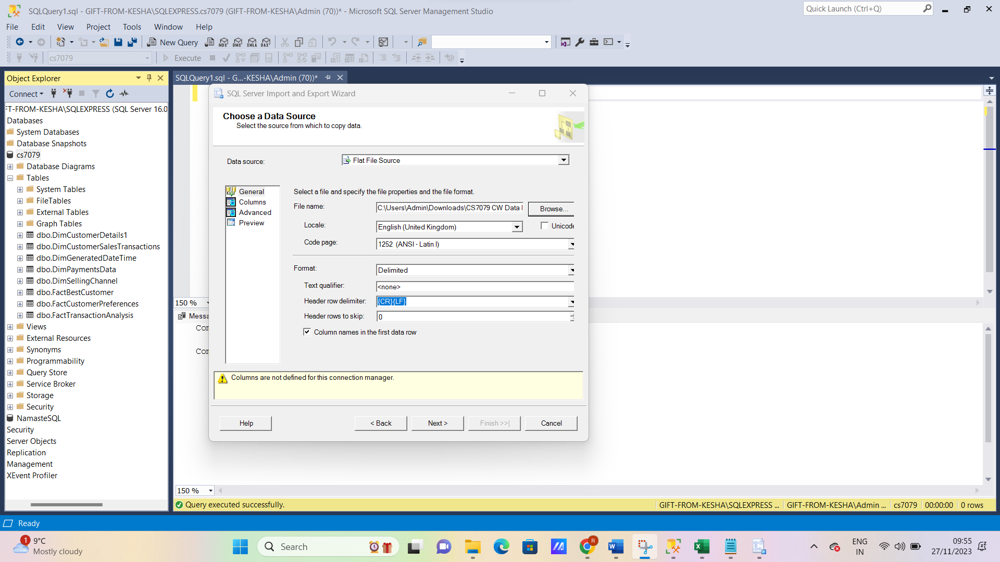 SQLQuery1.sql - GIFT-FROM-KESHA\SQLEXPRESS.cs7079 (GIFT-FROM-KESHA\Admin (70))* - Microsoft SQL Server Management Studio
Quick Launch (Ctrl+Q)
File Edit View Project Tools Window Help
New Query MDX DMX XMLA DAX
cs7079 Execute
Object Explorer
SQLQuery1.sql - G...-KESHA\Admin (70))*
Connect
T-FROM-KESHA\SQLEXPRESS (SQL Server 16.0
Databases
System Databases
Database Snapshots
cs7079
Database Diagrams
Tables
System Tables
FileTables
External Tables
Graph Tables
dbo.DimCustomerDetails1
dbo.DimCustomerSalesTransactions
dbo.DimGeneratedDateTime
dbo.DimPaymentsData
dbo.DimSellingChannel
dbo.FactBestCustomer
dbo.FactCustomerPreferences
dbo.FactTransactionAnalysis
Views
External Resources
Synonyms
Programmability
Query Store
Service Broker
Storage
Security
NamasteSQL
Security
Server Objects
Replication
Management
XEvent Profiler
SQL Server Import and Export Wizard
Choose a Data Source
Select the source from which to copy data.
Data source: Flat File Source
General
Columns
Advanced
Preview
Select a file and specify the file properties and the file format.
File name: C:\Users\Admin\Downloads\CS7079 CW Data Browse...
Locale: English (United Kingdom) Unicode
Code page: 1252 (ANSI - Latin I)
Format: Delimited
Text qualifier: <none>
Header row delimiter: {CR}{LF}
Header rows to skip: 0
Column names in the first data row
Columns are not defined for this connection manager.
Help < Back Next > Finish >>| Cancel
150 %
Messa
Con
Con
150 %
Query executed successfully. GIFT-FROM-KESHA\SQLEXPRESS ... GIFT-FROM-KESHA\Admin ... cs7079 00:00:00 0 rows
Ready
1
9°C
Mostly cloudy
Search
R
ENG
IN
09:55
27/11/2023